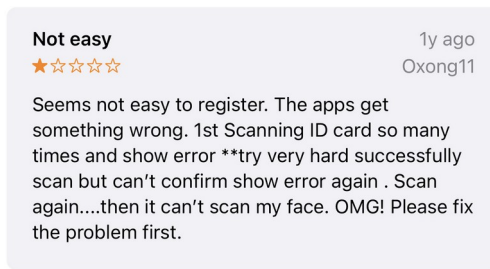 Not easy
1y ago
Oxong11
Seems not easy to register. The apps get
something wrong. 1st Scanning ID card so many
times and show error **try very hard successfully
scan but can’t confirm show error again . Scan
again....then it can’t scan my face. OMG! Please fix
the problem first.